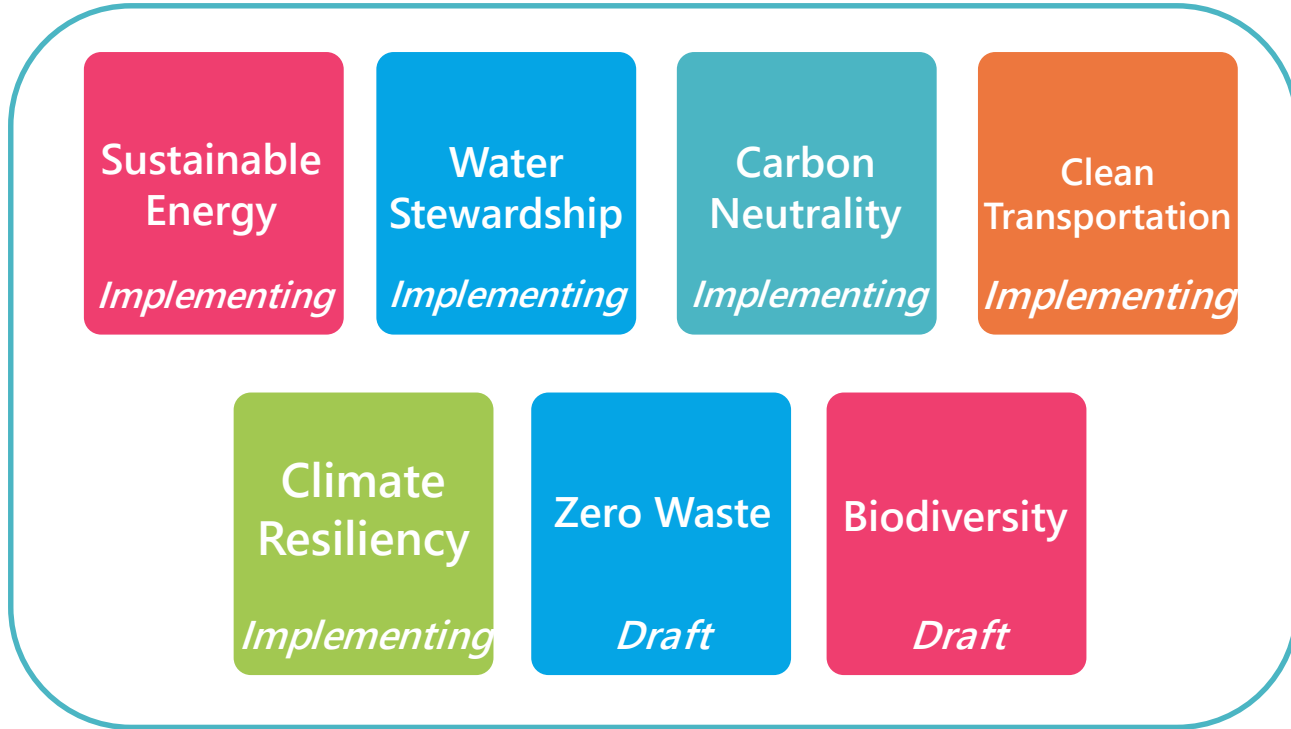 Sustainable
Energy
Implementing
Water
Stewardship
Implementing
Carbon
Neutrality
Implementing
Clean
Transportation
Implementing
Climate
Resiliency
Implementing
Zero Waste
Draft
Biodiversity
Draft